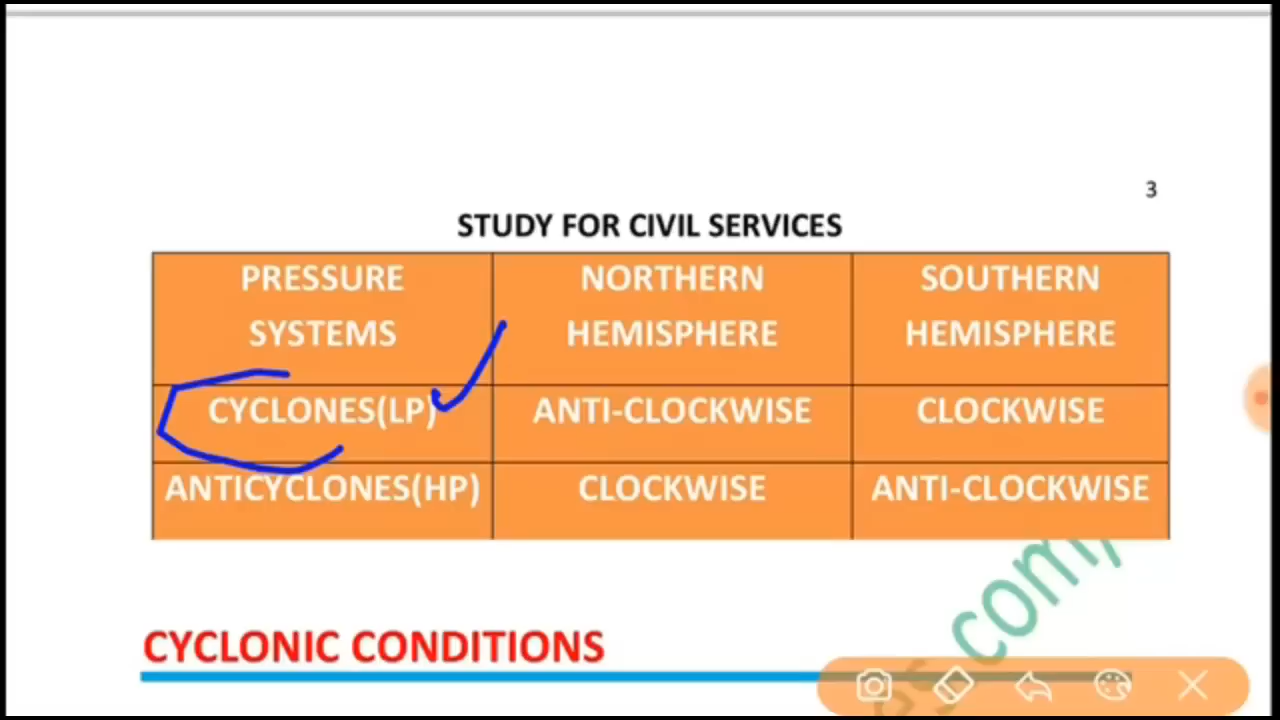 3
STUDY FOR CIVIL SERVICES
PRESSURE SYSTEMS
NORTHERN HEMISPHERE
SOUTHERN HEMISPHERE
CYCLONES(LP)
ANTI-CLOCKWISE
CLOCKWISE
ANTICYCLONES(HP)
CLOCKWISE
ANTI-CLOCKWISE
CYCLONIC CONDITIONS